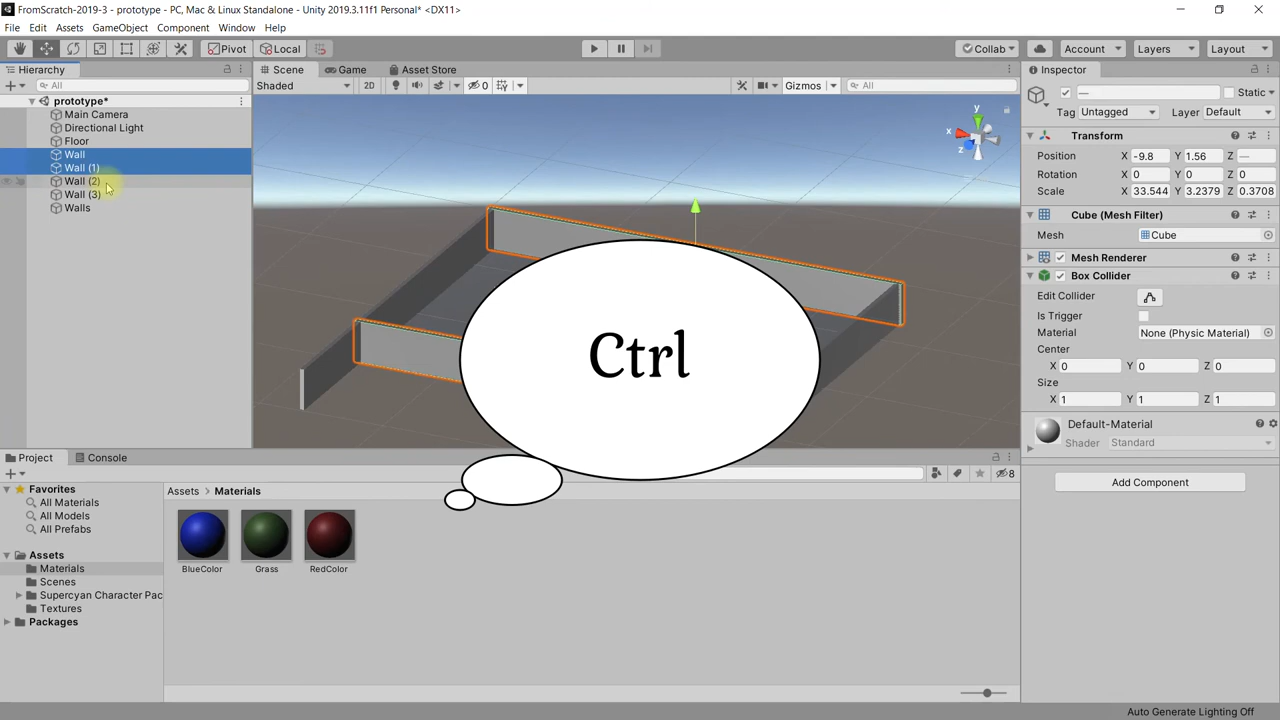 FromScratch-2019-3 - prototype - PC, Mac & Linux Standalone - Unity 2019.3.11f1 Personal* <DX11>
File Edit Assets GameObject Component Window Help
Pivot Local Collab Account Layers Layout
Hierarchy Scene Game Asset Store Inspector
All Shaded 2D 0 Gizmos All Static
prototype* Tag Untagged Layer Default
Main Camera
Directional Light Transform
Floor
Wall Position X -9.8 Y 1.56 Z —
Wall (1) Rotation X 0 Y 0 Z 0
Wall (2) Scale X 33.544 Y 3.2379 Z 0.3708
Wall (3)
Walls
y
x
z
Cube (Mesh Filter)
Mesh Cube
Mesh Renderer
Box Collider
Edit Collider
Is Trigger
Material None (Physic Material)
Center
X 0 Y 0 Z 0
Size
X 1 Y 1 Z 1
Default-Material
Shader Standard
Add Component
Ctrl
Project Console
8
Favorites
All Materials
All Models
All Prefabs
Assets
Materials
Scenes
Supercyan Character Pac
Textures
Packages
Assets > Materials
BlueColor Grass RedColor
Auto Generate Lighting Off